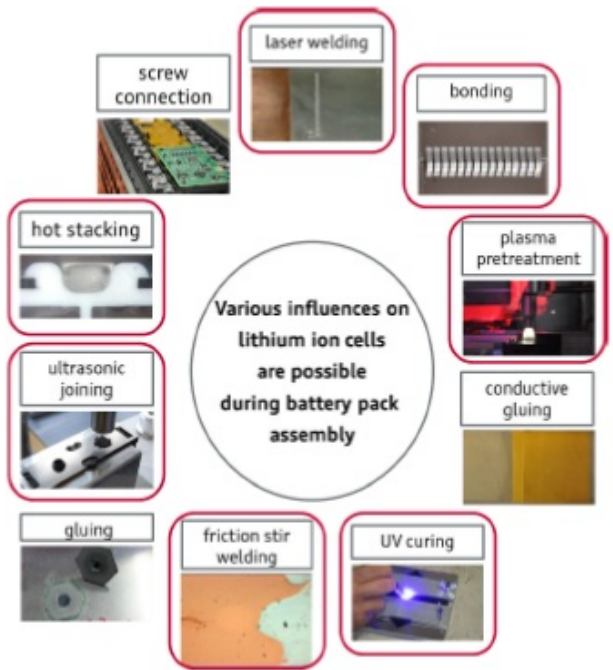 laser welding
screw
connection
bonding
hot stacking
plasma
pretreatment
Various influences on
lithium ion cells
are possible
during battery pack
assembly
ultrasonic
joining
conductive
gluing
gluing
friction stir
welding
UV curing